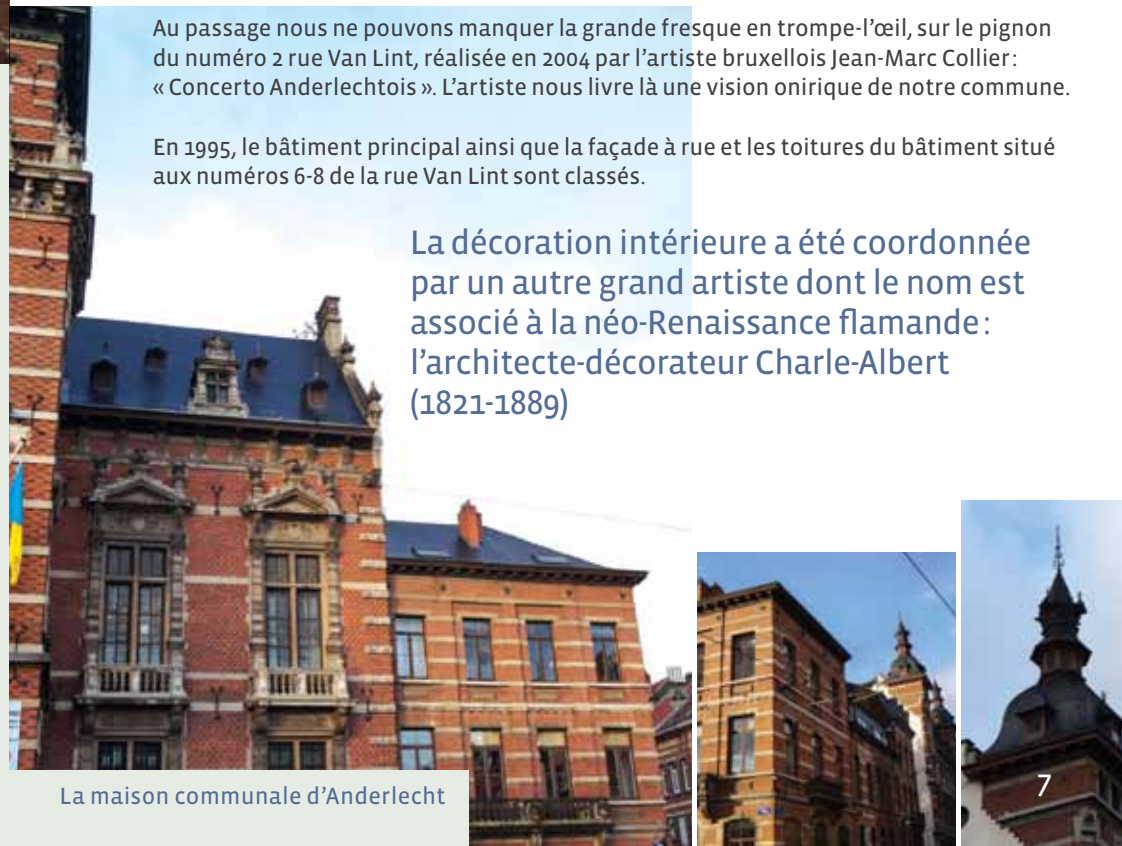 Au passage nous ne pouvons manquer la grande fresque en trompe-l'œil, sur le pignon
du numéro 2 rue Van Lint, réalisée en 2004 par l'artiste bruxellois Jean-Marc Collier:
« Concerto Anderlechtois ». L'artiste nous livre là une vision onirique de notre commune.
En 1995, le bâtiment principal ainsi que la façade à rue et les toitures du bâtiment situé
aux numéros 6-8 de la rue Van Lint sont classés.
La décoration intérieure a été coordonnée
par un autre grand artiste dont le nom est
associé à la néo-Renaissance flamande:
l'architecte-décorateur Charle-Albert
(1821-1889)
La maison communale d'Anderlecht
7